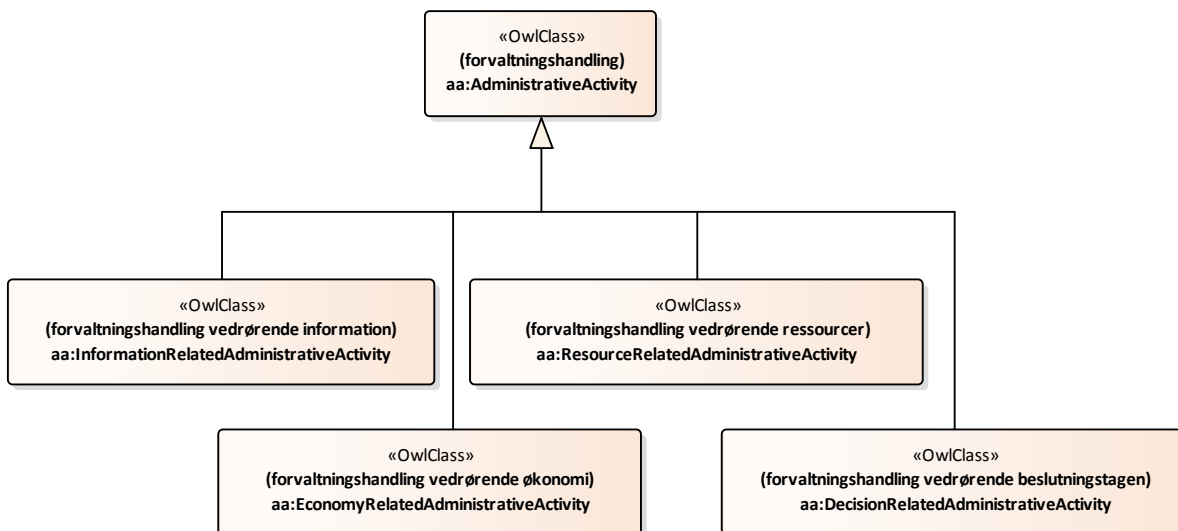 «OwlClass»
(forvaltningshandling)
aa:AdministrativeActivity
«OwlClass»
(forvaltningshandling vedrørende information)
aa:InformationRelatedAdministrativeActivity
«OwlClass»
(forvaltningshandling vedrørende ressourcer)
aa:ResourceRelatedAdministrativeActivity
«OwlClass»
(forvaltningshandling vedrørende økonomi)
aa:EconomyRelatedAdministrativeActivity
«OwlClass»
(forvaltningshandling vedrørende beslutningstagen)
aa:DecisionRelatedAdministrativeActivity